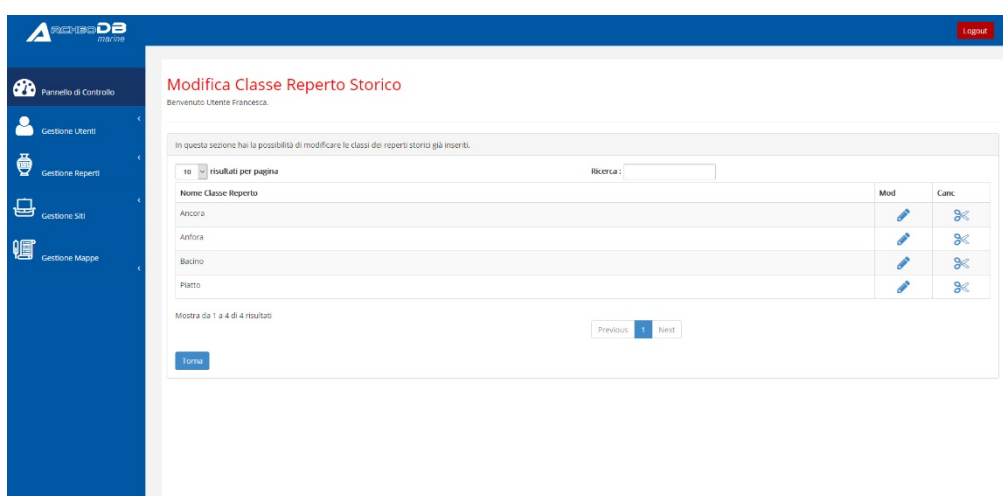 ARCHEODB
marine
Logout
Pannello di Controllo
Gestione Utenti
Gestione Reperti
Gestione Siti
Gestione Mappe
Modifica Classe Reperto Storico
Benvenuto Utente Francesca.
In questa sezione hai la possibilità di modificare le classi dei reperti storici già inseriti.
10 risultati per pagina Ricerca :
Nome Classe Reperto Mod Canc
Ancora
Anfora
Bacino
Piatto
Mostra da 1 a 4 di 4 risultati
Previous 1 Next
Torna